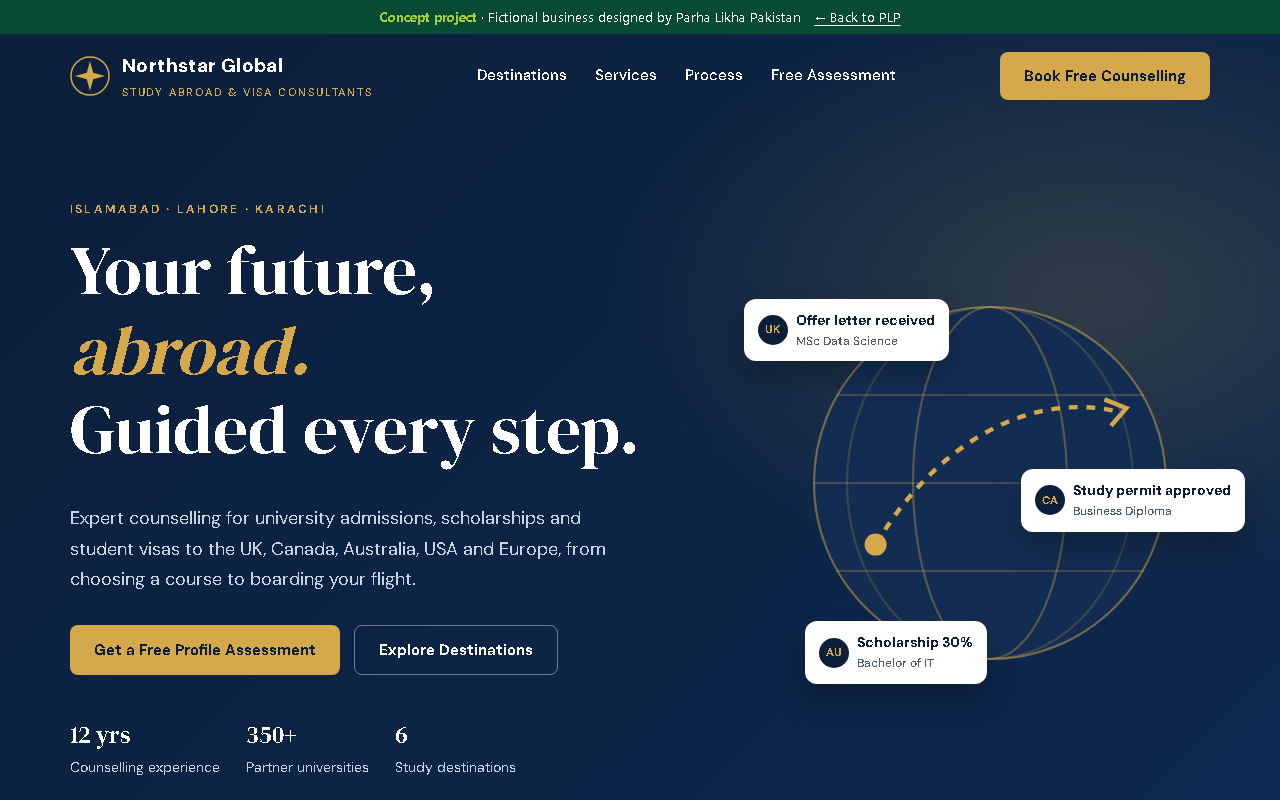 Concept project · Fictional business designed by Parha Likha Pakistan ← Back to PLP
Northstar Global
STUDY ABROAD & VISA CONSULTANTS
Destinations Services Process Free Assessment
Book Free Counselling
ISLAMABAD · LAHORE · KARACHI
Your future,
abroad.
Guided every step.
Expert counselling for university admissions, scholarships and
student visas to the UK, Canada, Australia, USA and Europe, from
choosing a course to boarding your flight.
Get a Free Profile Assessment
Explore Destinations
12 yrs
Counselling experience
350+
Partner universities
6
Study destinations
UK
Offer letter received
MSc Data Science
CA
Study permit approved
Business Diploma
AU
Scholarship 30%
Bachelor of IT